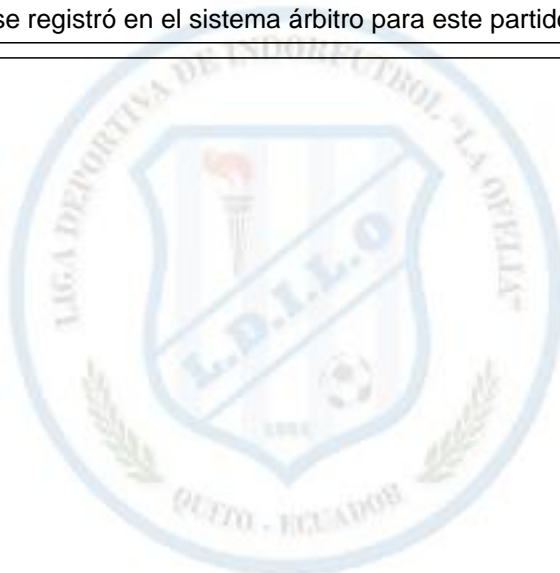 se registró en el sistema árbitro para este partido
LIGA DEPORTIVA DE INDORFUTBOL "LA OFELIA"
L.D.I.L.O
QUITO - ECUADOR